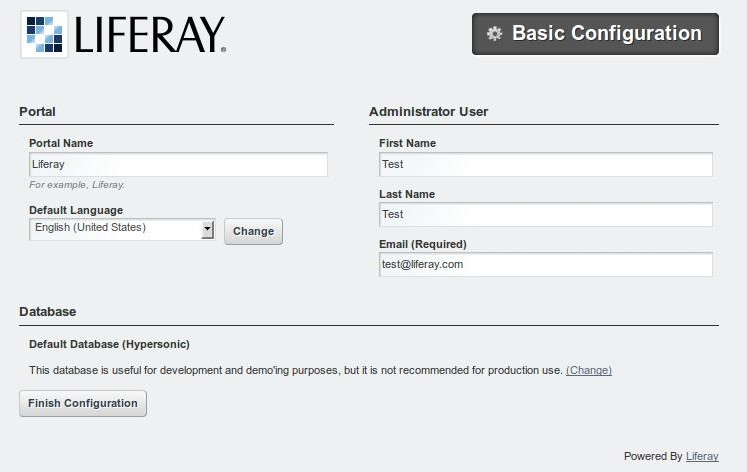 LIFERAY.
Basic Configuration
Portal
Portal Name
Liferay
For example, Liferay.
Default Language
English (United States)
Change
Administrator User
First Name
Test
Last Name
Test
Email (Required)
test@liferay.com
Database
Default Database (Hypersonic)
This database is useful for development and demo'ing purposes, but it is not recommended for production use. (Change)
Finish Configuration
Powered By Liferay